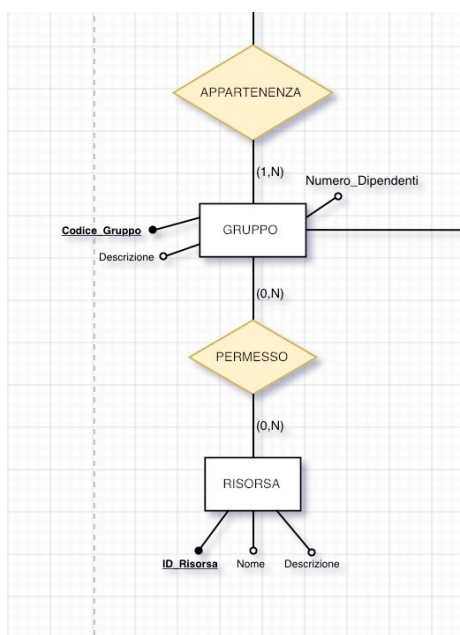 APPARTENENZA
(1,N)
Numero_Dipendenti
Codice_Gruppo
GRUPPO
Descrizione
(0,N)
PERMESSO
(0,N)
RISORSA
ID_Risorsa
Nome
Descrizione